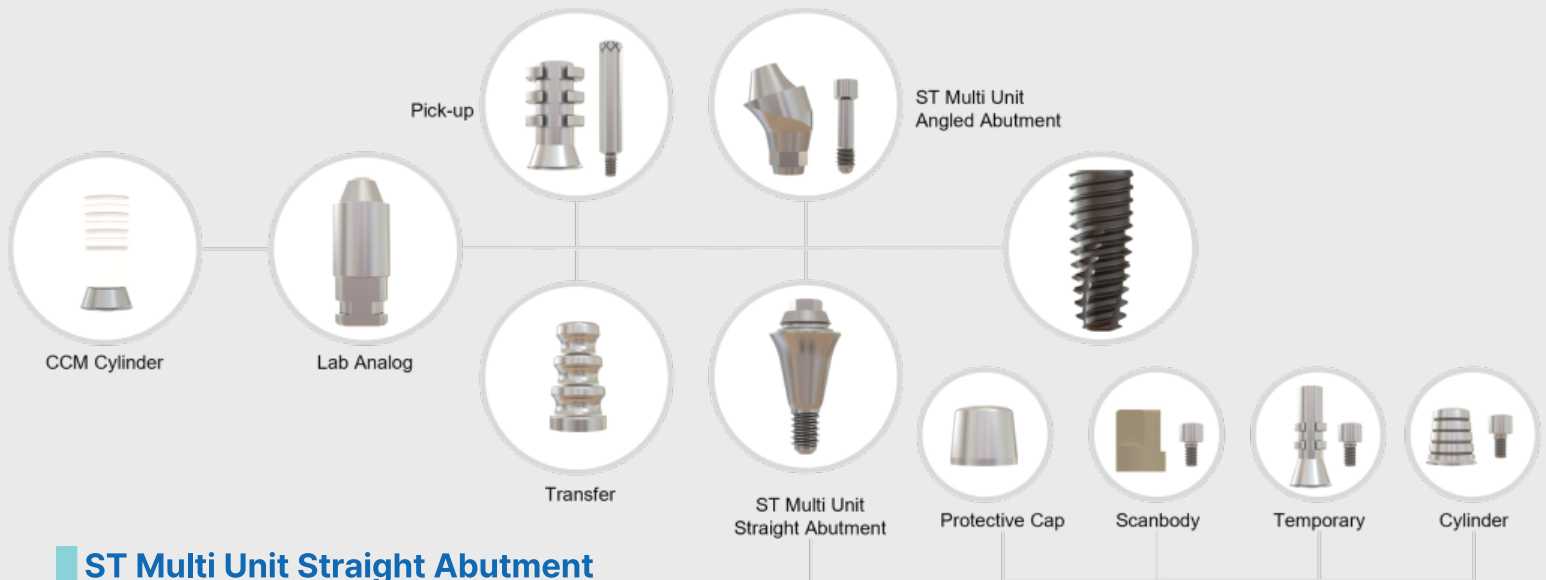 Pick-up
ST Multi Unit
Angled Abutment
CCM Cylinder
Lab Analog
Transfer
ST Multi Unit
Straight Abutment
Protective Cap
Scanbody
Temporary
Cylinder
ST Multi Unit Straight Abutment